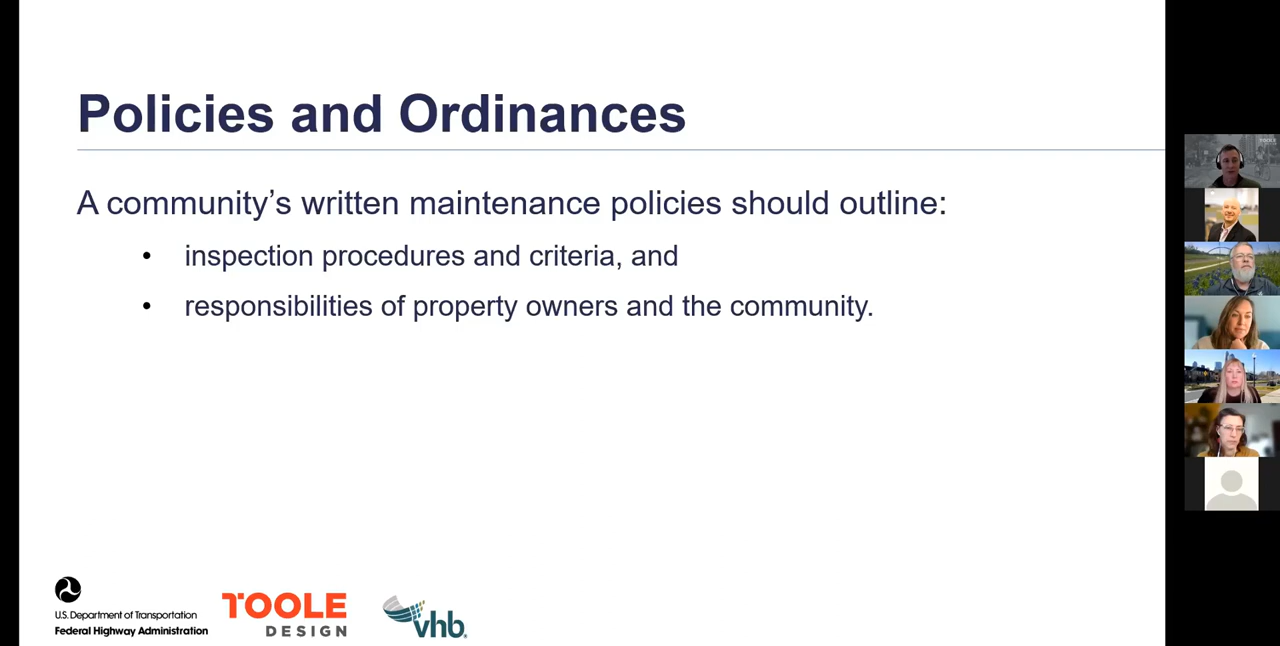 Policies and Ordinances
A community’s written maintenance policies should outline:
• inspection procedures and criteria, and
• responsibilities of property owners and the community.
U.S. Department of Transportation
Federal Highway Administration
TOOLE
DESIGN
vhb